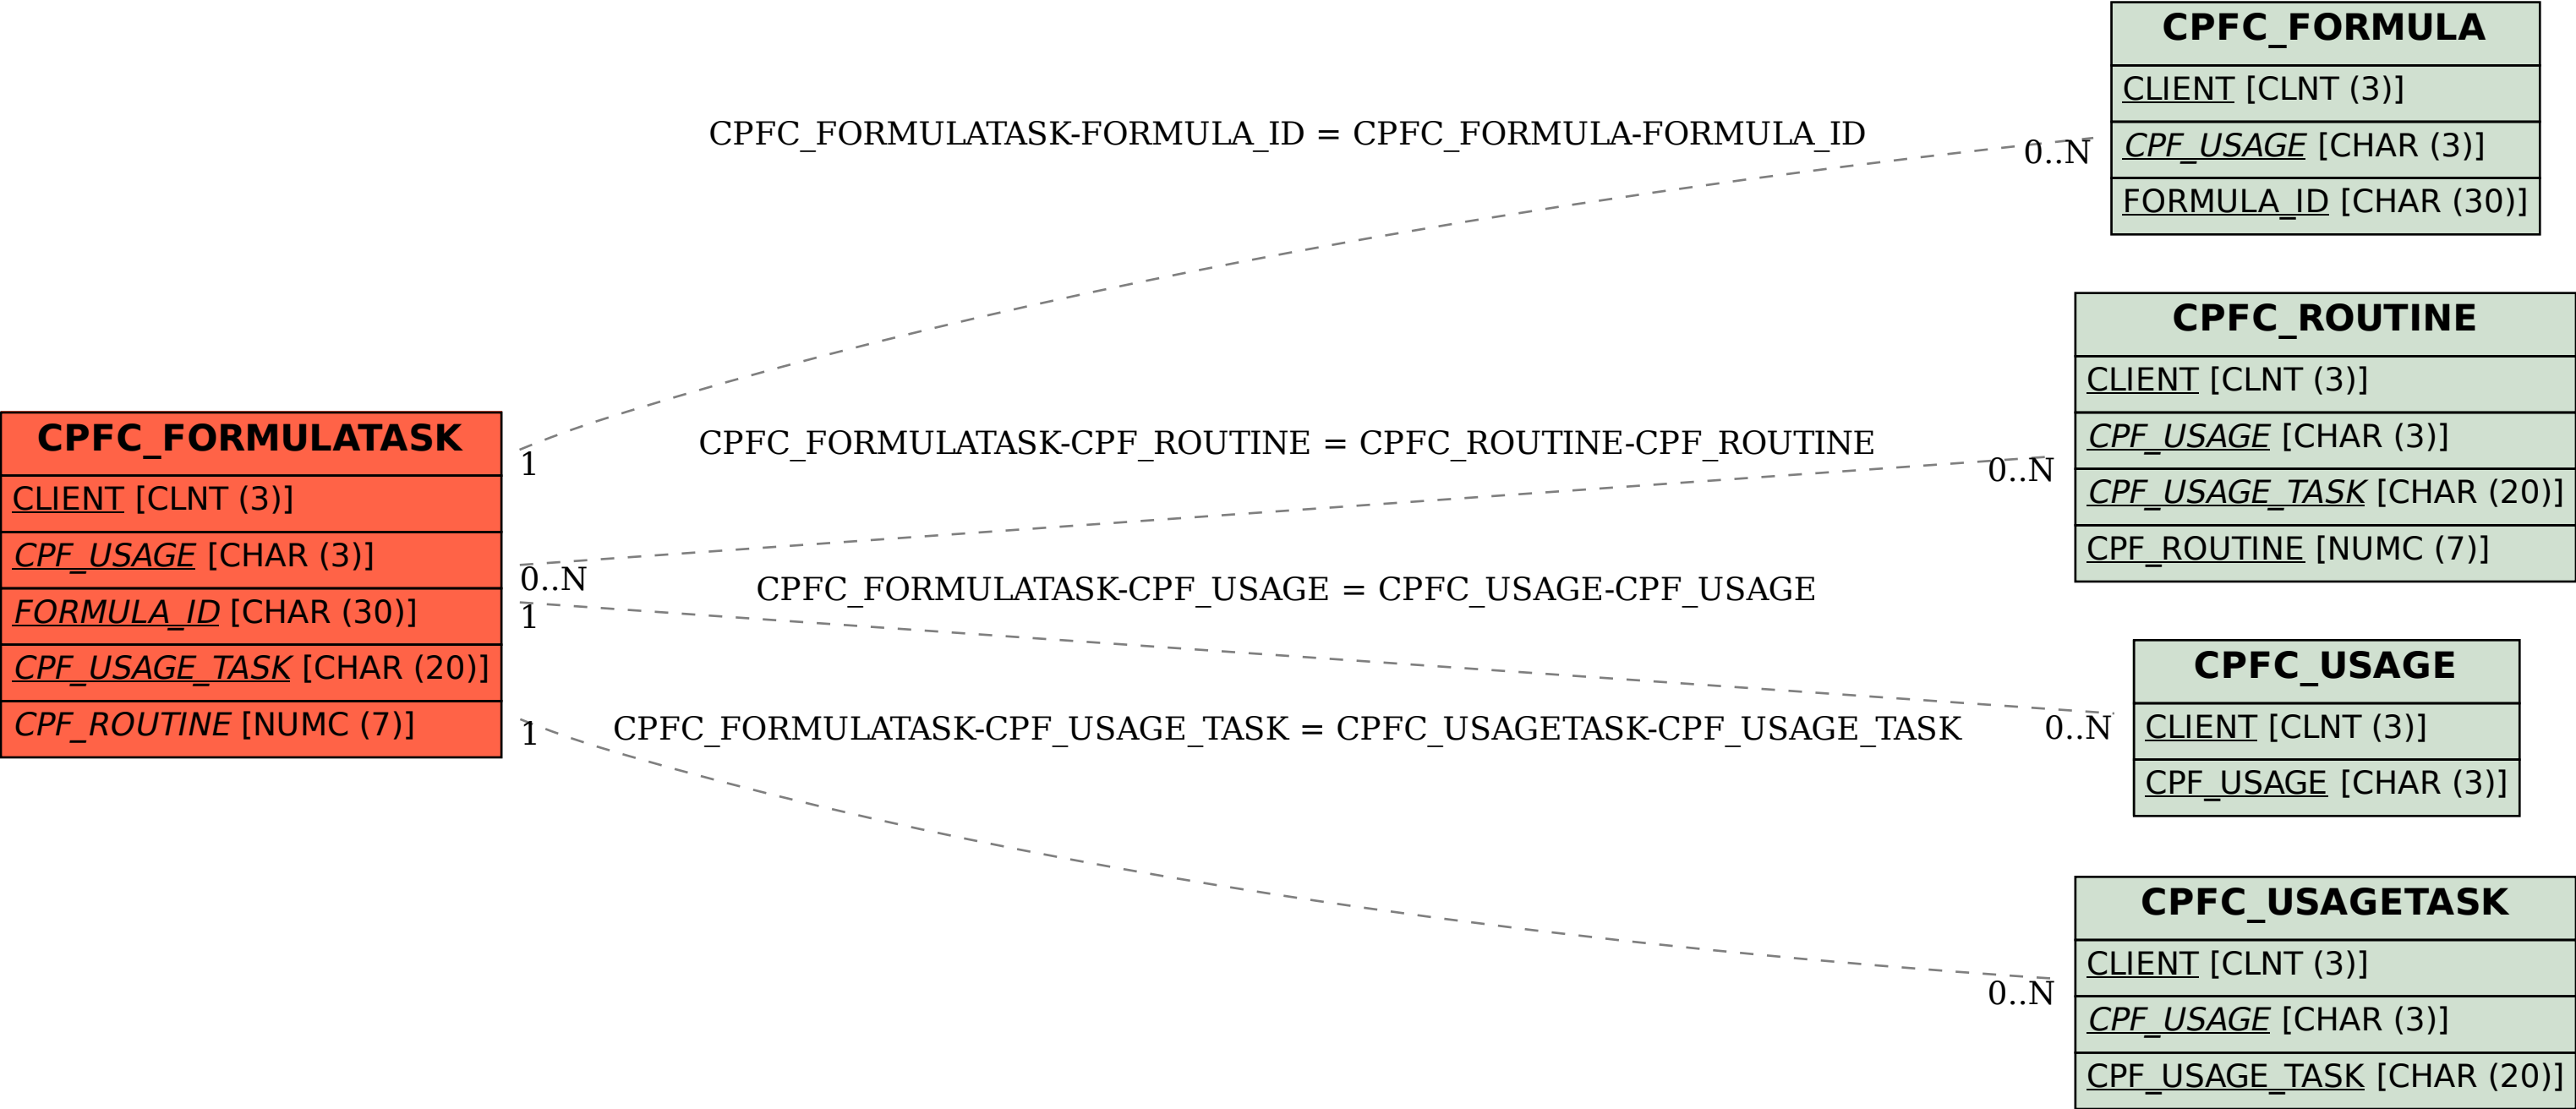 CPFC_FORMULATASK
CLIENT [CLNT (3)]
CPF_USAGE [CHAR (3)]
FORMULA_ID [CHAR (30)]
CPF_USAGE_TASK [CHAR (20)]
CPF_ROUTINE [NUMC (7)]
CPFC_FORMULATASK-FORMULA_ID = CPFC_FORMULA-FORMULA_ID
1
0..N
CPFC_FORMULATASK-CPF_ROUTINE = CPFC_ROUTINE-CPF_ROUTINE
0..N
0..N
CPFC_FORMULATASK-CPF_USAGE = CPFC_USAGE-CPF_USAGE
1
0..N
CPFC_FORMULATASK-CPF_USAGE_TASK = CPFC_USAGETASK-CPF_USAGE_TASK
1
0..N
CPFC_FORMULA
CLIENT [CLNT (3)]
CPF_USAGE [CHAR (3)]
FORMULA_ID [CHAR (30)]
CPFC_ROUTINE
CLIENT [CLNT (3)]
CPF_USAGE [CHAR (3)]
CPF_USAGE_TASK [CHAR (20)]
CPF_ROUTINE [NUMC (7)]
CPFC_USAGE
CLIENT [CLNT (3)]
CPF_USAGE [CHAR (3)]
CPFC_USAGETASK
CLIENT [CLNT (3)]
CPF_USAGE [CHAR (3)]
CPF_USAGE_TASK [CHAR (20)]